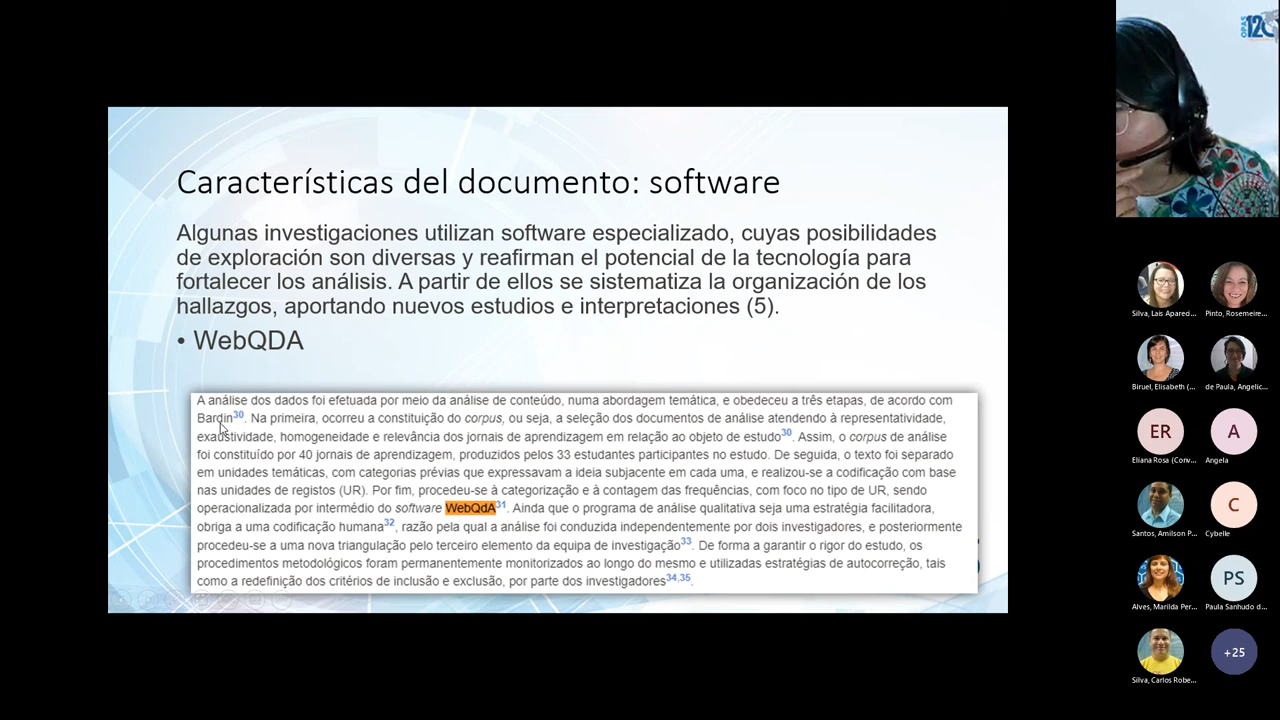 Características del documento: software
Algunas investigaciones utilizan software especializado, cuyas posibilidades
de exploración son diversas y reafirman el potencial de la tecnología para
fortalecer los análisis. A partir de ellos se sistematiza la organización de los
hallazgos, aportando nuevos estudios e interpretaciones (5).
• WebQDA
A análise dos dados foi efetuada por meio da análise de conteúdo, numa abordagem temática, e obedeceu a três etapas, de acordo com
Bardin30. Na primeira, ocorreu a constituição do corpus, ou seja, a seleção dos documentos de análise atendendo à representatividade,
exaustividade, homogeneidade e relevância dos jornais de aprendizagem em relação ao objeto de estudo30. Assim, o corpus de análise
foi constituído por 40 jornais de aprendizagem, produzidos pelos 33 estudantes participantes no estudo. De seguida, o texto foi separado
em unidades temáticas, com categorias prévias que expressavam a ideia subjacente em cada uma, e realizou-se a codificação com base
nas unidades de registos (UR). Por fim, procedeu-se à categorização e à contagem das frequências, com foco no tipo de UR, sendo
operacionalizada por intermédio do software WebQdA31. Ainda que o programa de análise qualitativa seja uma estratégia facilitadora,
obriga a uma codificação humana32, razão pela qual a análise foi conduzida independentemente por dois investigadores, e posteriormente
procedeu-se a uma nova triangulação pelo terceiro elemento da equipa de investigação33. De forma a garantir o rigor do estudo, os
procedimentos metodológicos foram permanentemente monitorizados ao longo do mesmo e utilizadas estratégias de autocorreção, tais
como a redefinição dos critérios de inclusão e exclusão, por parte dos investigadores34,35.
OPAS 120
Silva, Lais Apared...
Pinto, Rosemeire...
Biruel, Elisabeth (...
de Paula, Angelic...
ER
A
Eliana Rosa (Conv...
Angela
C
Santos, Amilson P...
Cybelle
PS
Alves, Marilda Per...
Paula Sanhudo d...
+25
Silva, Carlos Robe...